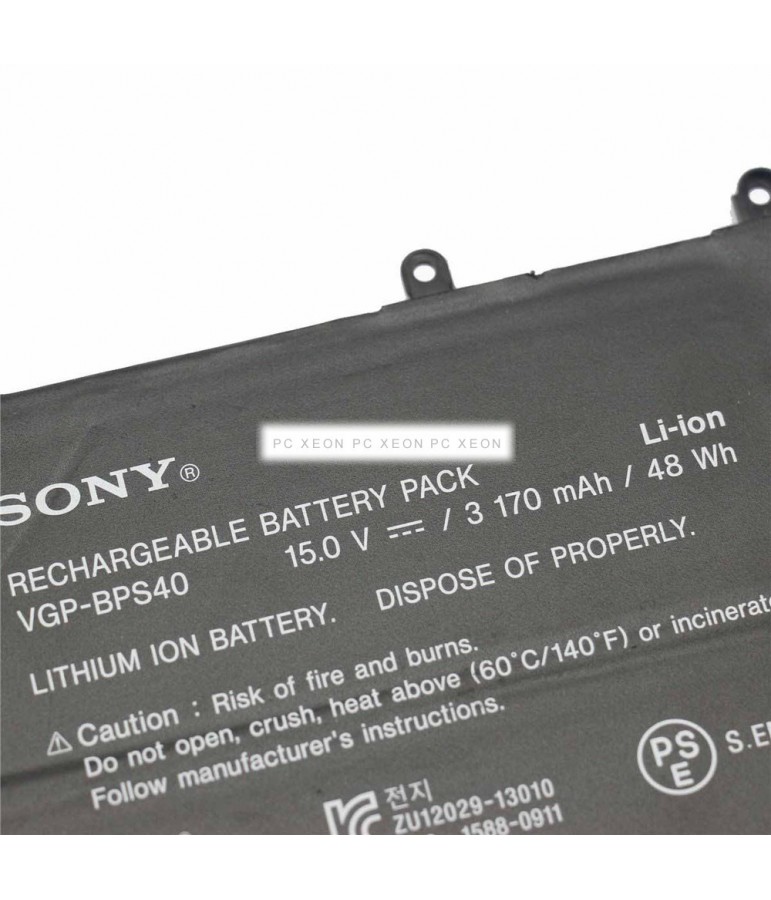 PC XEON PC XEON PC XEON
SONY®
Li-ion
RECHARGEABLE BATTERY PACK
VGP-BPS40
15.0 V ⎓ / 3 170 mAh / 48 Wh
LITHIUM ION BATTERY. DISPOSE OF PROPERLY.
⚠ Caution : Risk of fire and burns.
Do not open, crush, heat above (60°C/140°F) or incinerate
Follow manufacturer's instructions.
PS
E
전지
ZU12029-13010
1588-0911